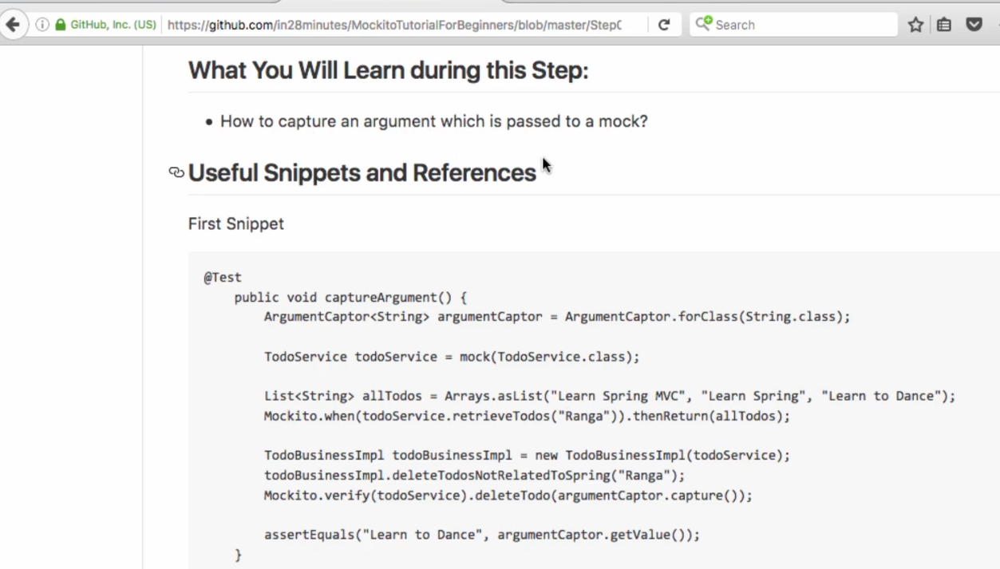 GitHub, Inc. (US) https://github.com/in28minutes/MockitoTutorialForBeginners/blob/master/Step Search
What You Will Learn during this Step:
• How to capture an argument which is passed to a mock?
Useful Snippets and References
First Snippet
@Test
public void captureArgument() {
ArgumentCaptor<String> argumentCaptor = ArgumentCaptor.forClass(String.class);
TodoService todoService = mock(TodoService.class);
List<String> allTodos = Arrays.asList("Learn Spring MVC", "Learn Spring", "Learn to Dance");
Mockito.when(todoService.retrieveTodos("Ranga")).thenReturn(allTodos);
TodoBusinessImpl todoBusinessImpl = new TodoBusinessImpl(todoService);
todoBusinessImpl.deleteTodosNotRelatedToSpring("Ranga");
Mockito.verify(todoService).deleteTodo(argumentCaptor.capture());
assertEquals("Learn to Dance", argumentCaptor.getValue());
}